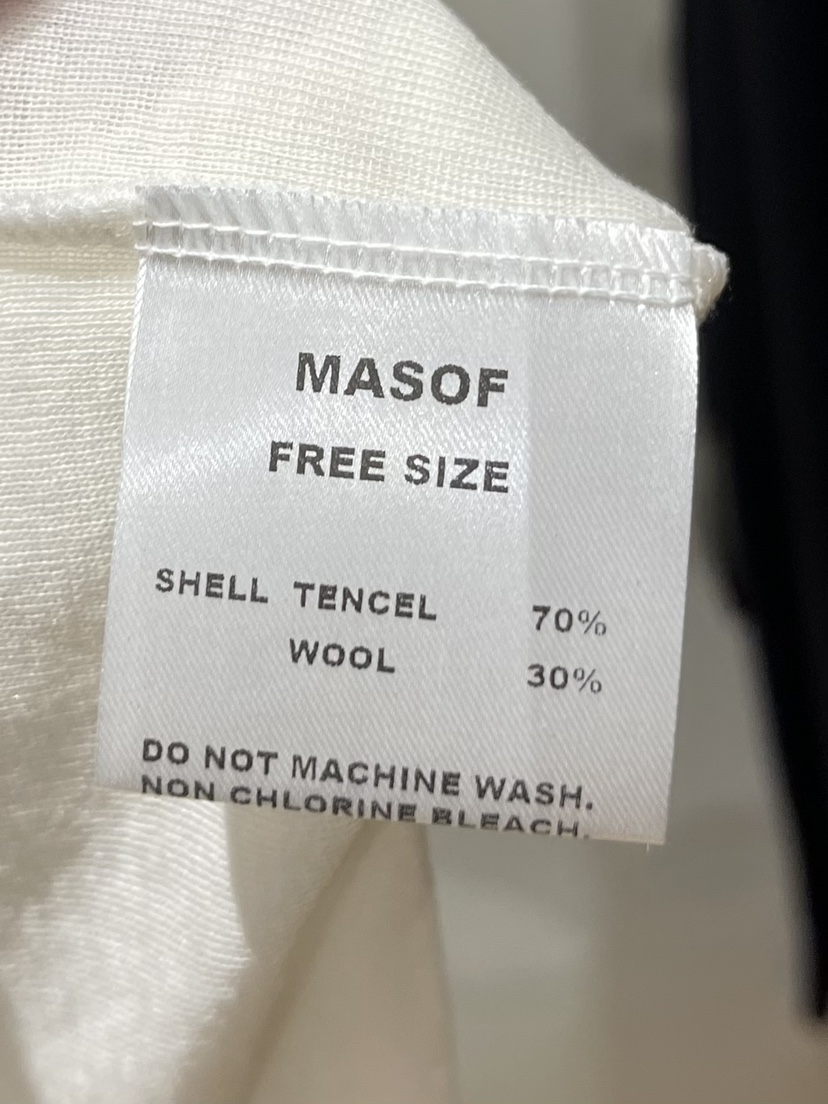 MASOF
FREE SIZE
SHELL TENCEL 70%
WOOL 30%
DO NOT MACHINE WASH.
NON CHLORINE BLEACH.